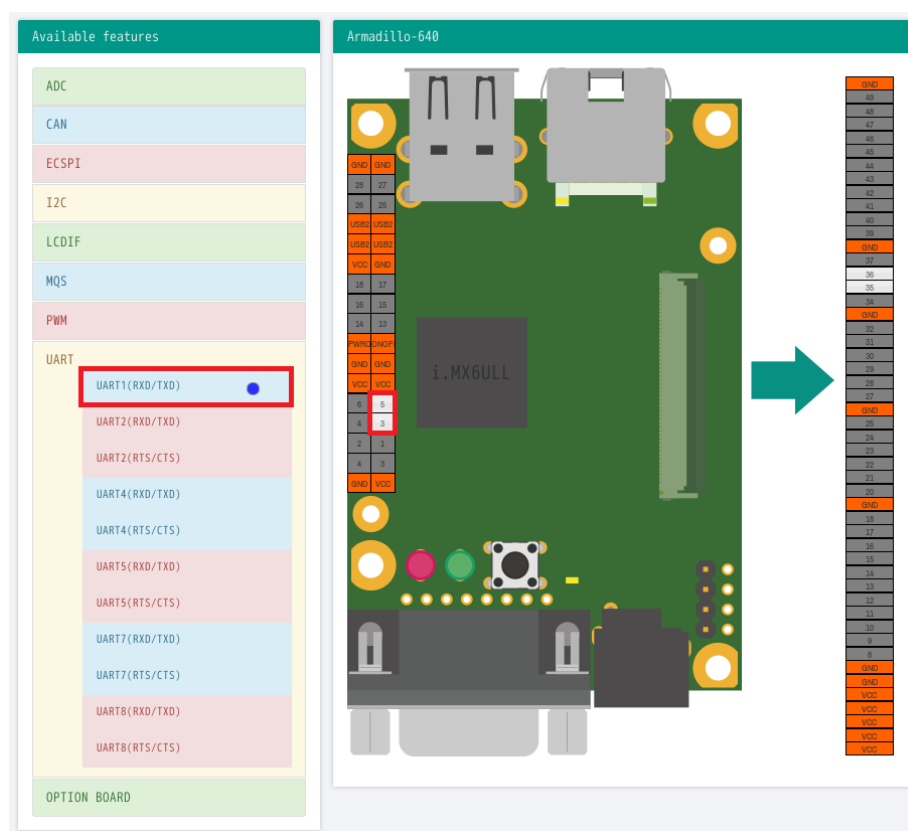 Available features
ADC
CAN
ECSPI
I2C
LCDIF
MQS
PWM
UART
UART1(RXD/TXD)
UART2(RXD/TXD)
UART2(RTS/CTS)
UART4(RXD/TXD)
UART4(RTS/CTS)
UART5(RXD/TXD)
UART5(RTS/CTS)
UART7(RXD/TXD)
UART7(RTS/CTS)
UART8(RXD/TXD)
UART8(RTS/CTS)
OPTION BOARD
Armadillo-640
GND GND
28 27
26 25
USB2 USB2
USB2 USB2
VCC GND
18 17
16 15
14 13
GND GND
VCC VCC
6 5
4 3
2 1
4 3
GND VCC
i.MX6ULL
GND
49
48
47
46
45
44
43
42
41
40
39
GND
37
36
35
34
GND
32
31
30
29
28
27
GND
25
24
23
22
21
20
GND
18
17
16
15
14
13
12
11
10
9
8
GND
GND
VCC
VCC
VCC
VCC
VCC